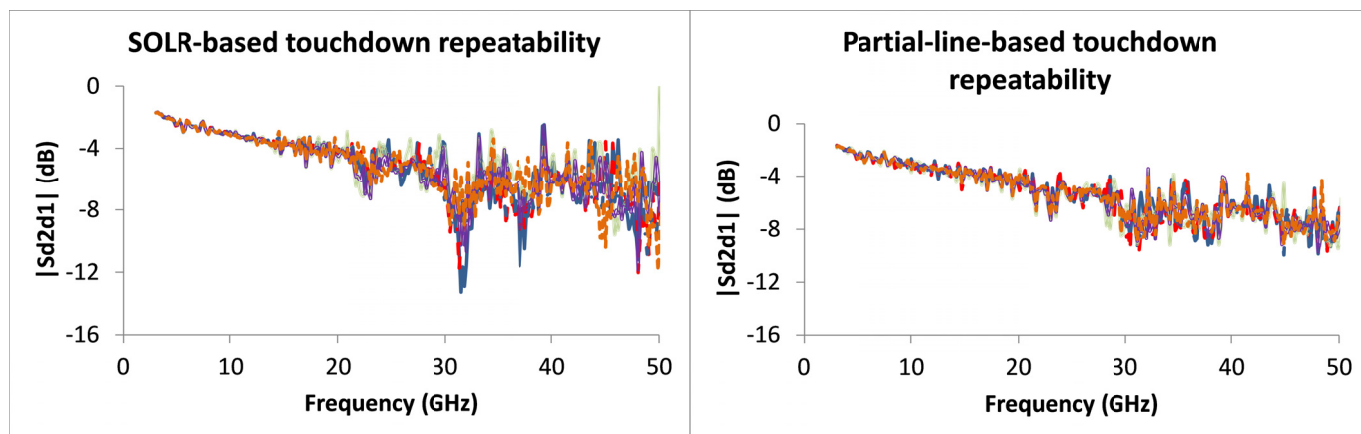 SOLR-based touchdown repeatability
0
-4
-8
-12
-16
|Sd2d1| (dB)
0 10 20 30 40 50
Frequency (GHz)
Partial-line-based touchdown
repeatability
0
-4
-8
-12
-16
|Sd2d1| (dB)
0 10 20 30 40 50
Frequency (GHz)